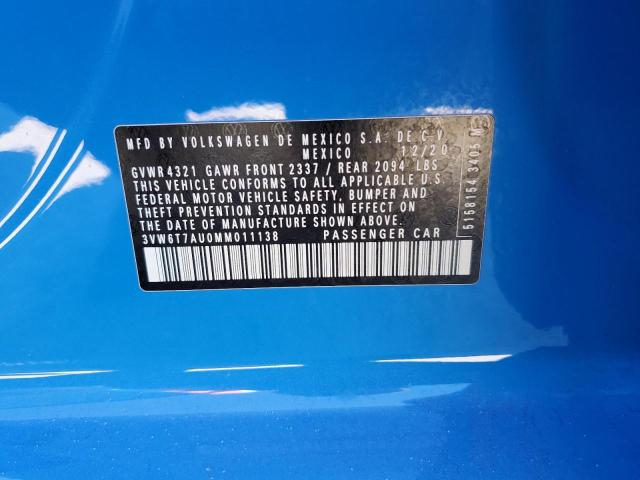 MFD BY VOLKSWAGEN DE MEXICO S.A. DE C.V.
MEXICO 12/20
GVWR 4321 GAWR FRONT 2337 / REAR 2094 LBS
THIS VEHICLE CONFORMS TO ALL APPLICABLE U.S.
FEDERAL MOTOR VEHICLE SAFETY, BUMPER AND
THEFT PREVENTION STANDARDS IN EFFECT ON
THE DATE OF MANUFACTURE SHOWN ABOVE.
3VW6T7AU0MM011138 PASSENGER CAR